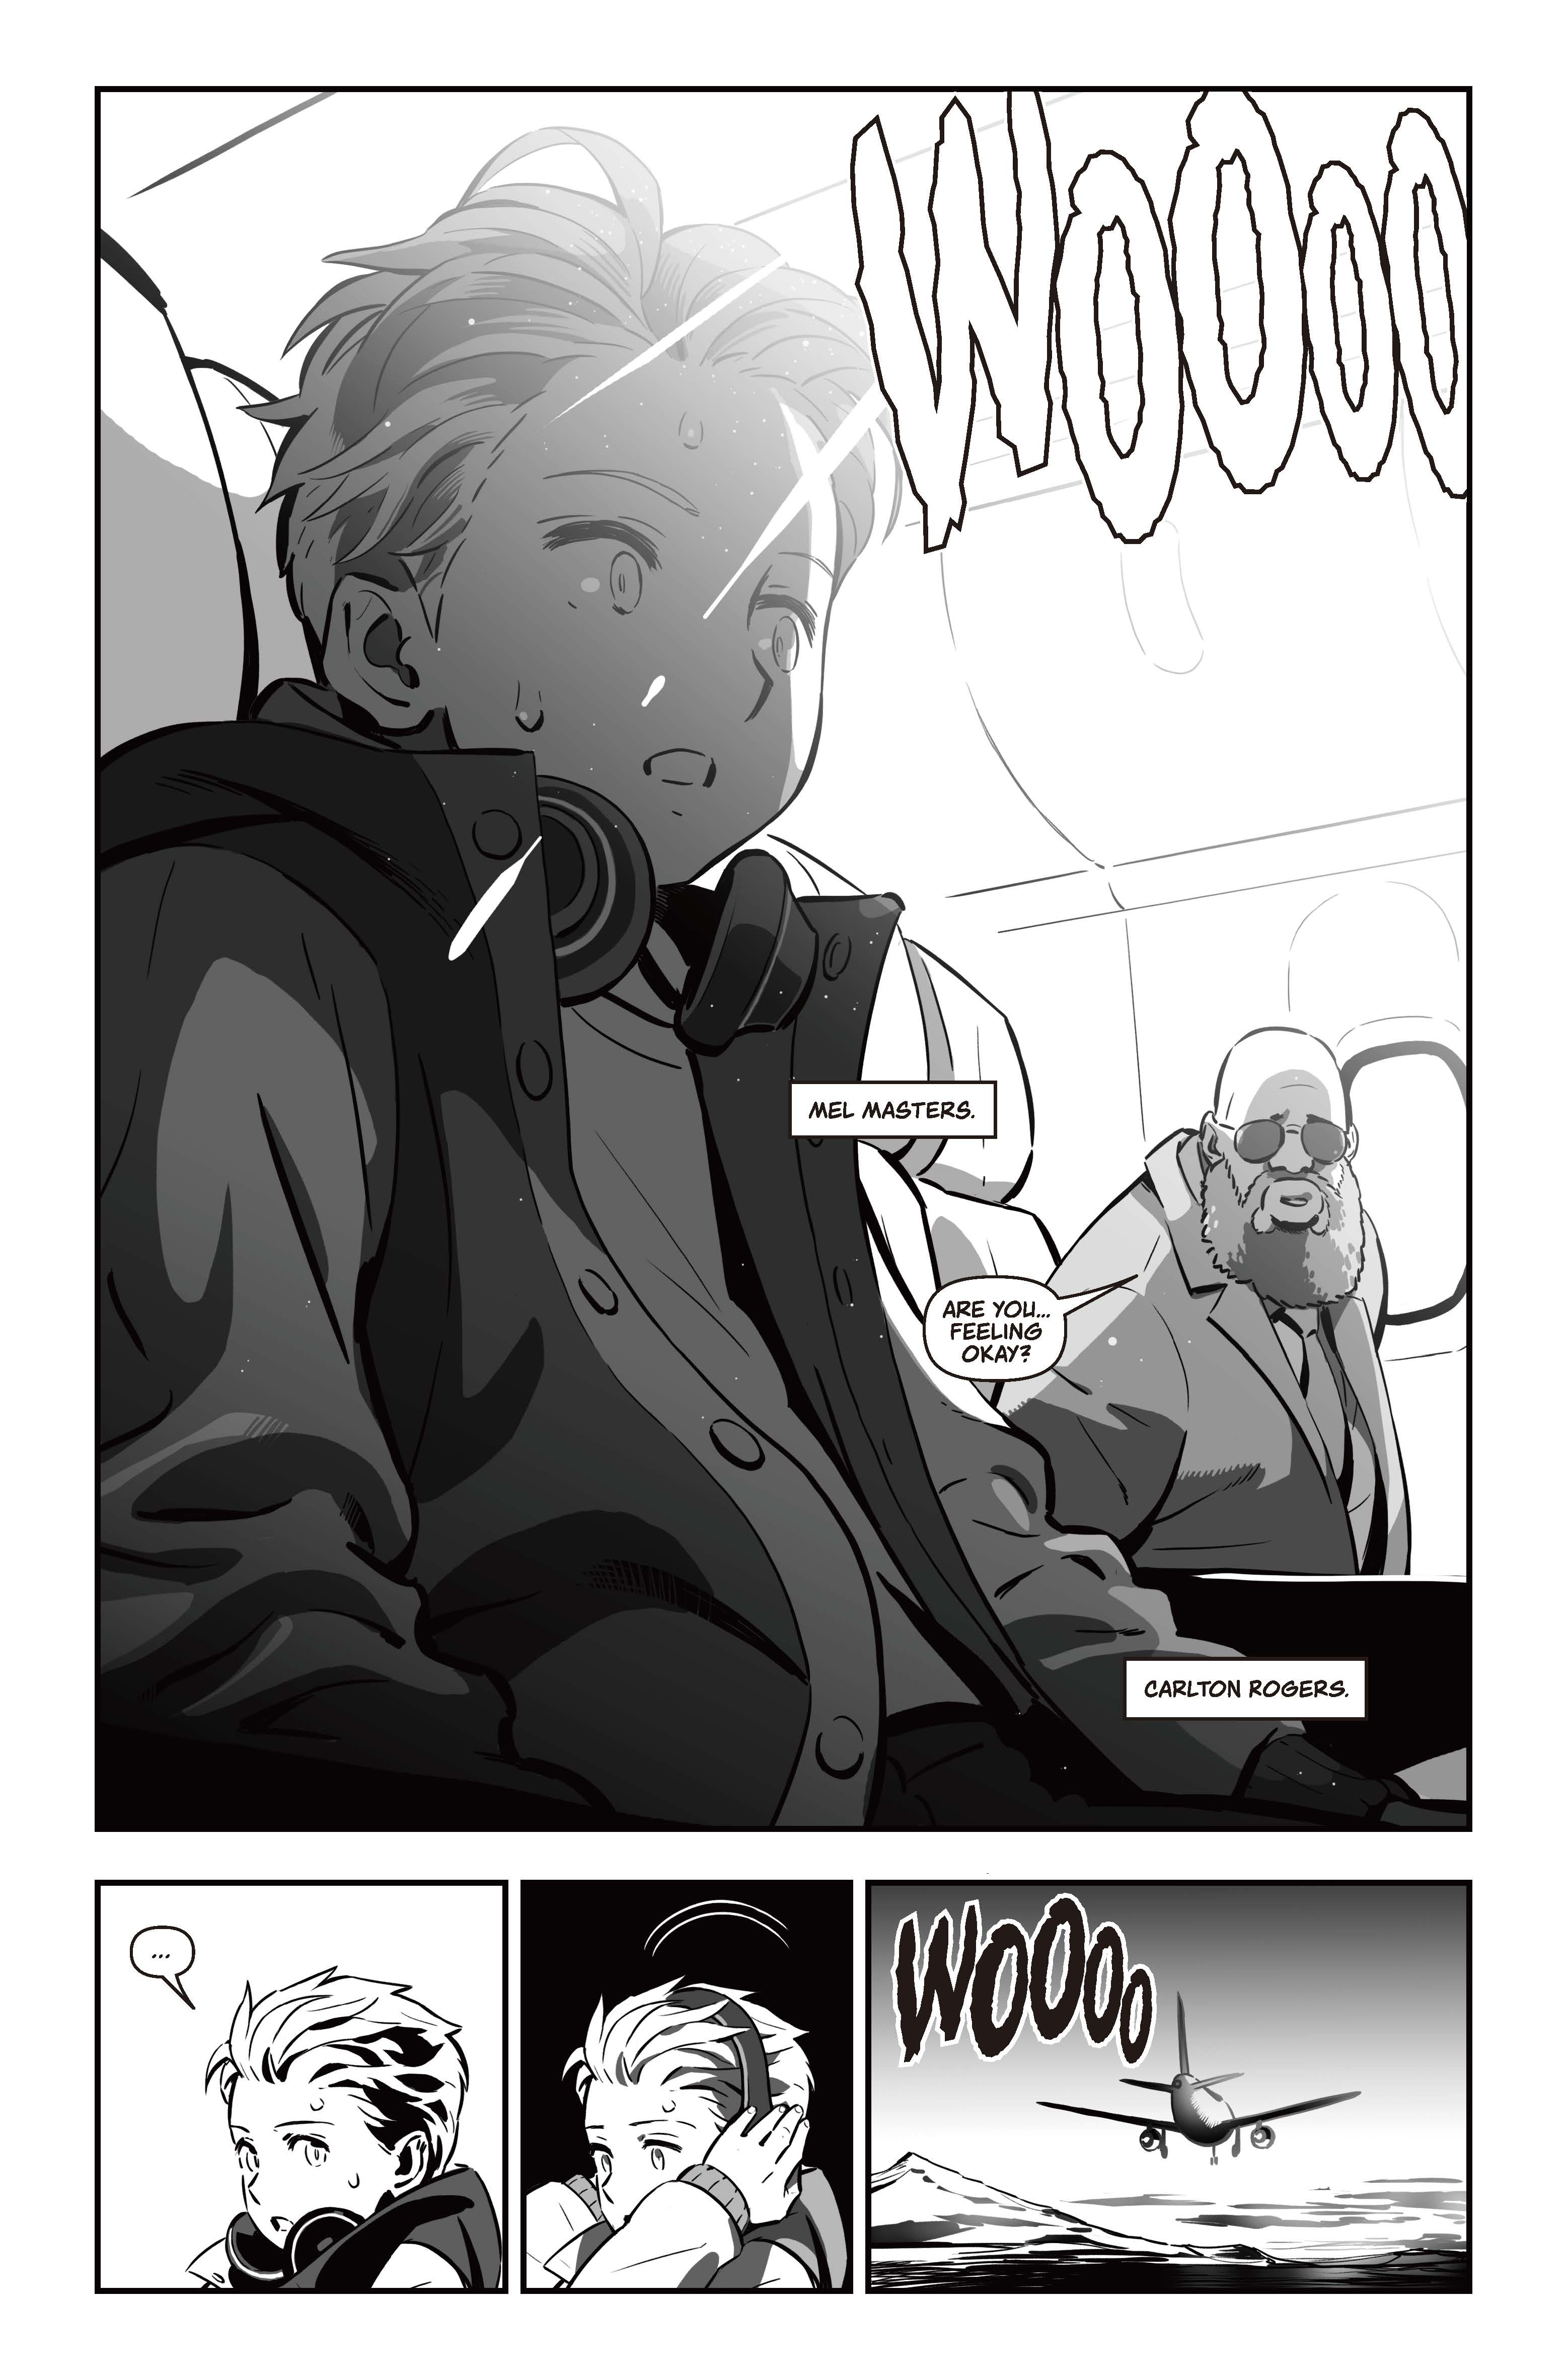 WOOOO
MEL MASTERS.
ARE YOU...
FEELING
OKAY?
CARLTON ROGERS.
...
WOOOO